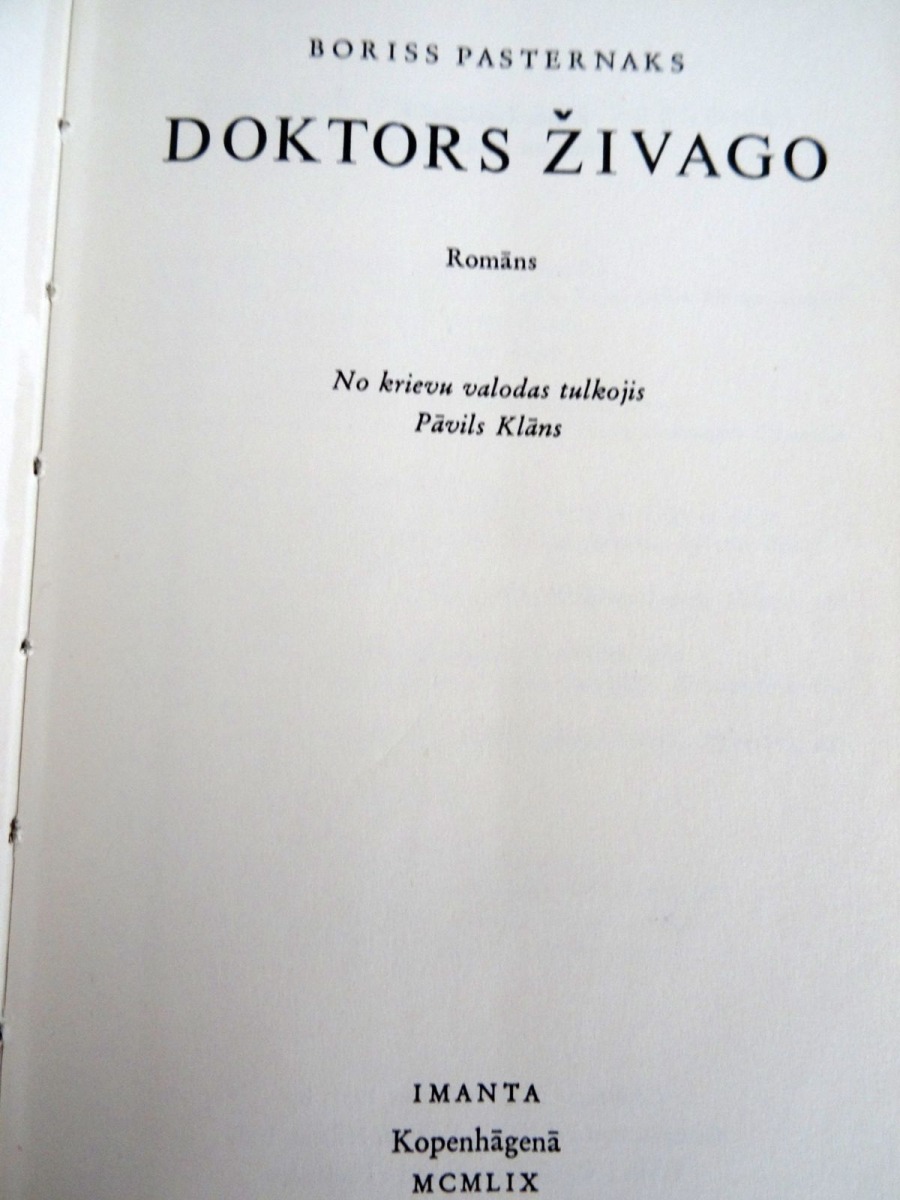 BORISS PASTERNAKS
DOKTORS ŽIVAGO
Romāns
No krievu valodas tulkojis
Pāvils Klāns
IMANTA
Kopenhāgenā
MCMLIX